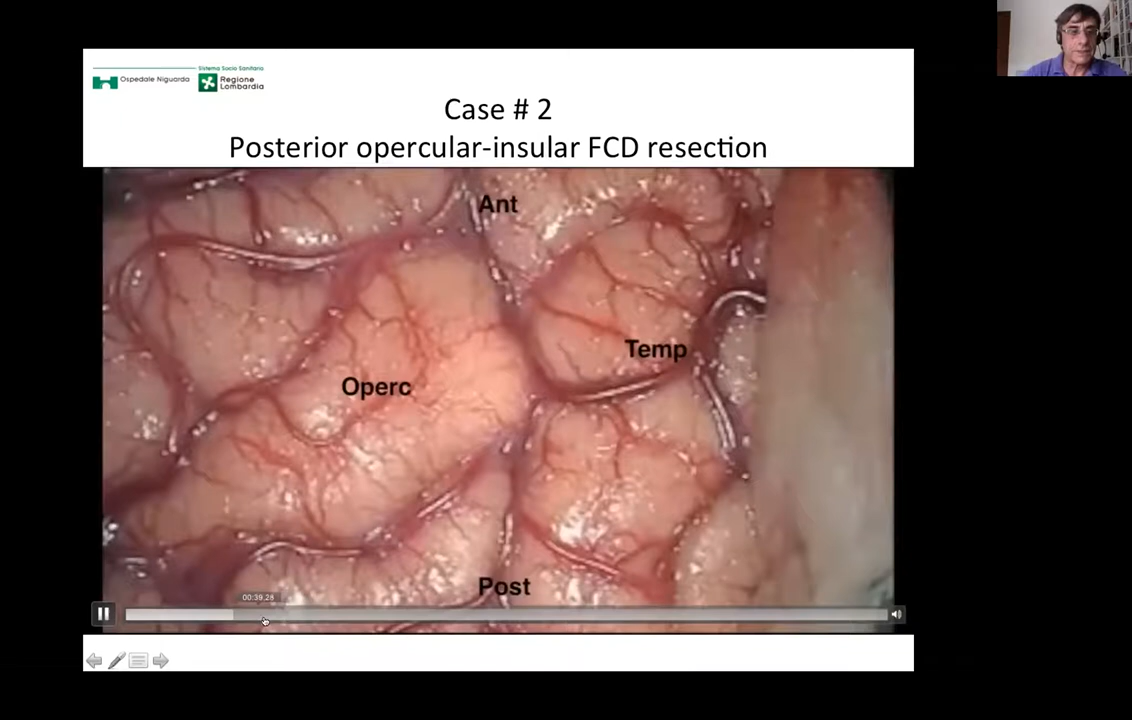 Sistema Socio Sanitario
Ospedale Niguarda
Regione
Lombardia
Case # 2
Posterior opercular-insular FCD resection
Ant
Temp
Operc
Post
00:39.28